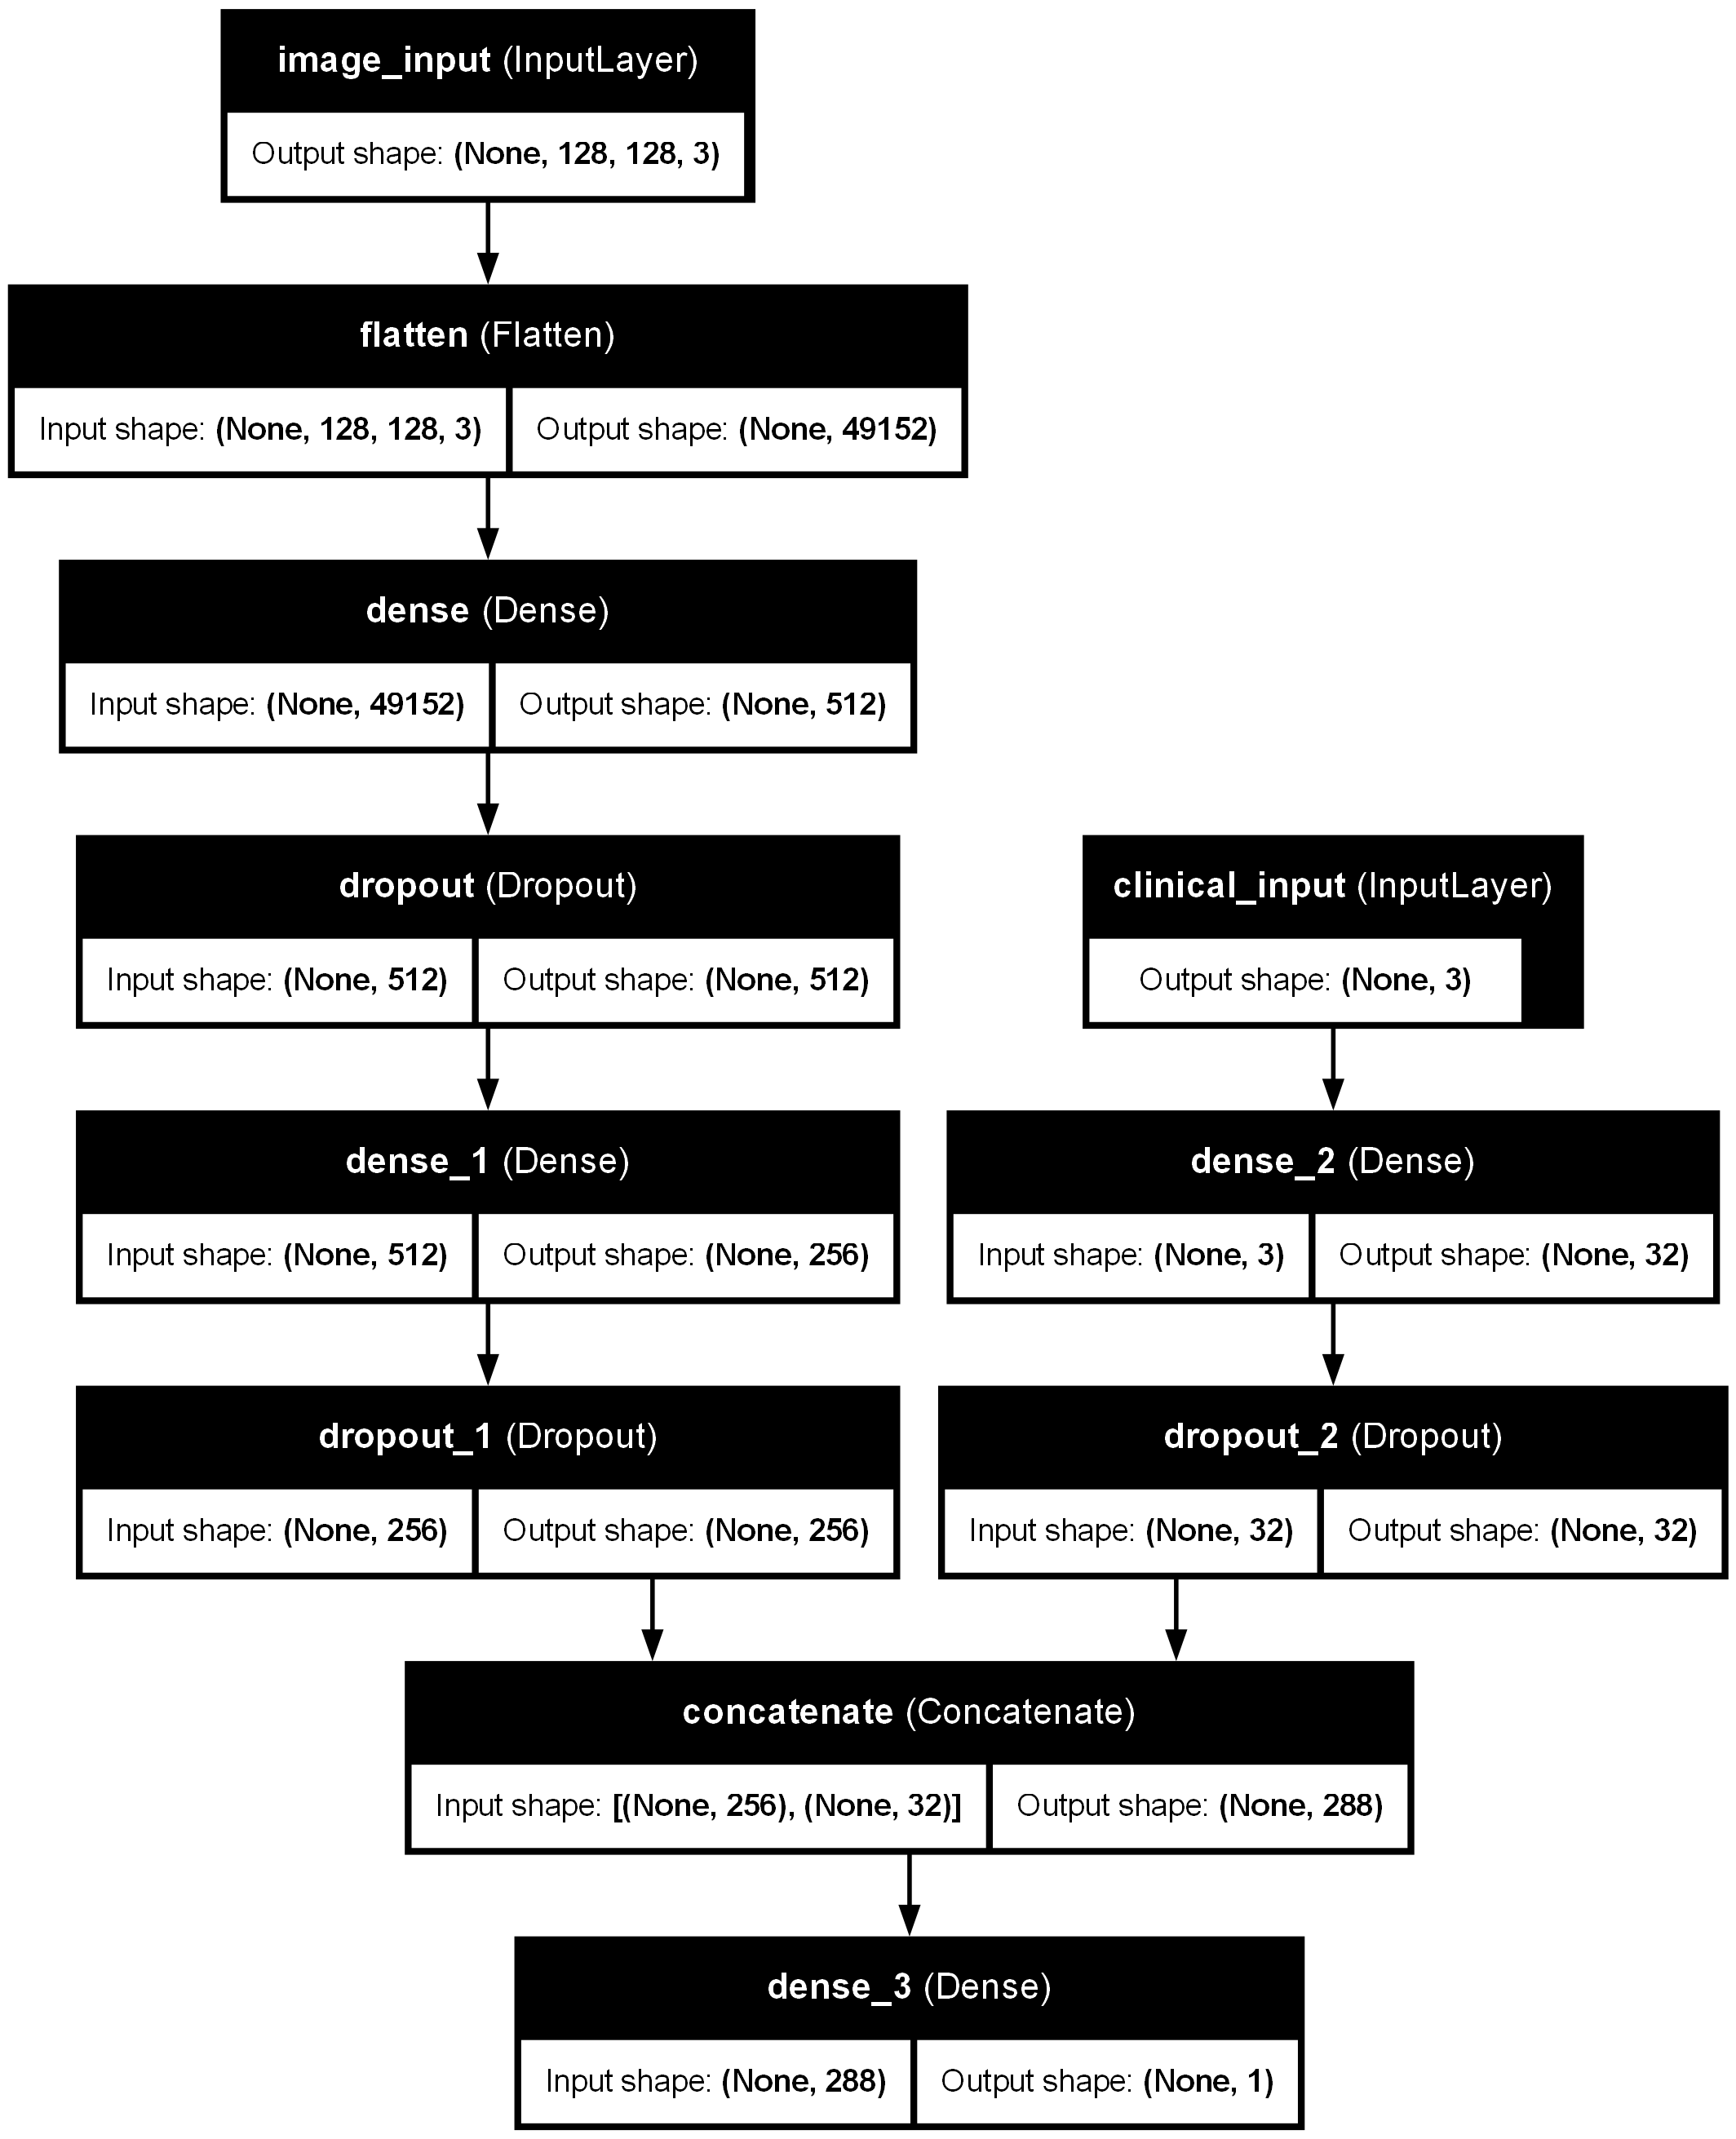 image_input (InputLayer)
Output shape: (None, 128, 128, 3)
flatten (Flatten)
Input shape: (None, 128, 128, 3) Output shape: (None, 49152)
dense (Dense)
Input shape: (None, 49152) Output shape: (None, 512)
dropout (Dropout)
Input shape: (None, 512) Output shape: (None, 512)
clinical_input (InputLayer)
Output shape: (None, 3)
dense_1 (Dense)
Input shape: (None, 512) Output shape: (None, 256)
dense_2 (Dense)
Input shape: (None, 3) Output shape: (None, 32)
dropout_1 (Dropout)
Input shape: (None, 256) Output shape: (None, 256)
dropout_2 (Dropout)
Input shape: (None, 32) Output shape: (None, 32)
concatenate (Concatenate)
Input shape: [(None, 256), (None, 32)] Output shape: (None, 288)
dense_3 (Dense)
Input shape: (None, 288) Output shape: (None, 1)